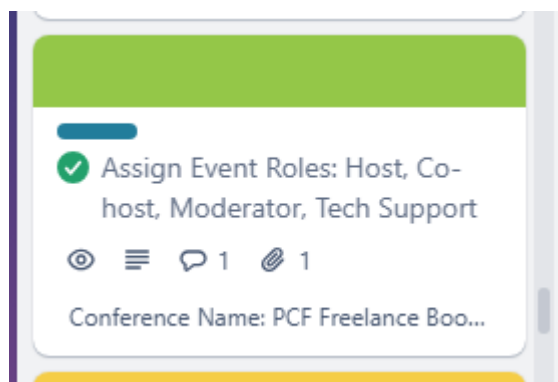 Assign Event Roles: Host, Co-
host, Moderator, Tech Support
1 1
Conference Name: PCF Freelance Boo...